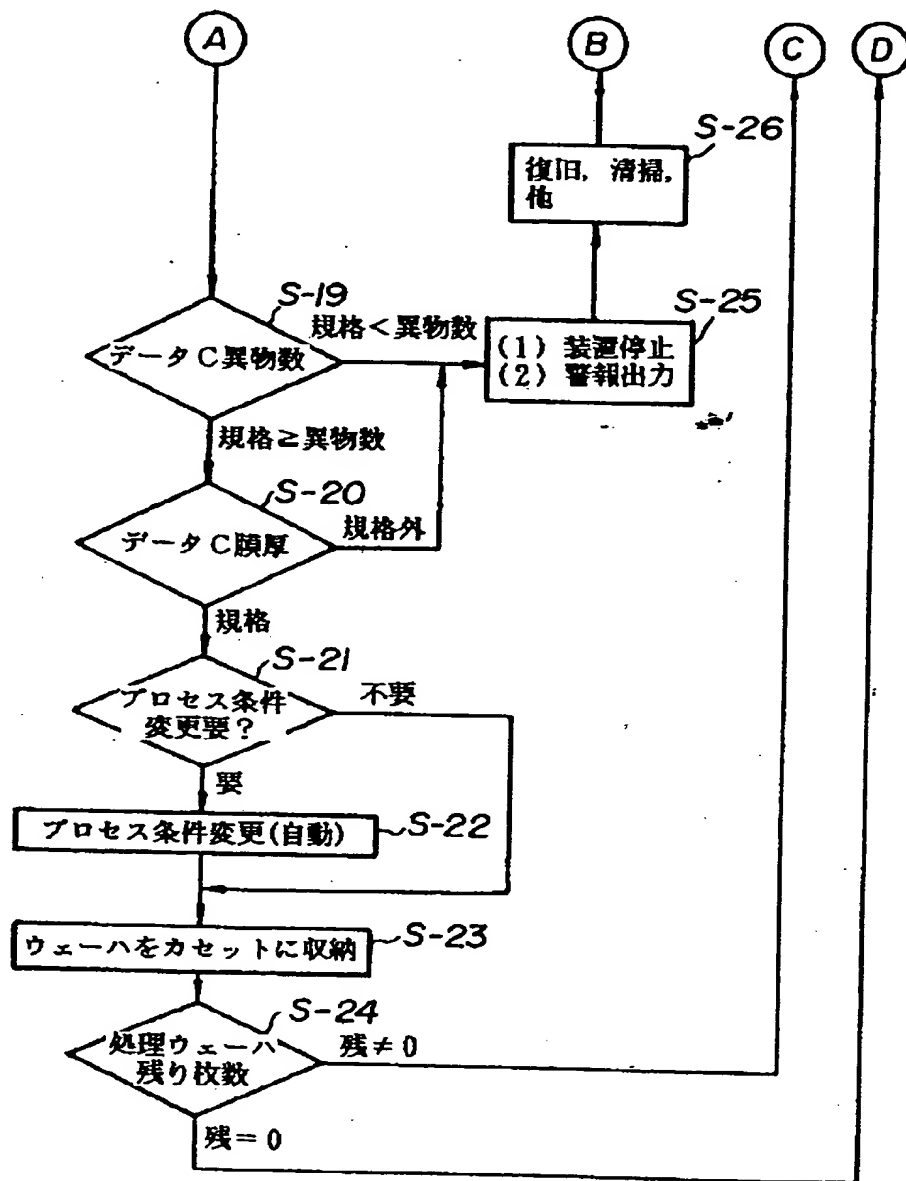 A
B
C
D
S-26
復旧, 清掃,
他
S-19
規格<異物数
S-25
データC異物数
(1) 装置停止
(2) 警報出力
規格≧異物数
S-20
規格外
データC膜厚
規格
S-21
プロセス条件
変更要?
不要
要
プロセス条件変更(自動)
S-22
ウェーハをカセットに収納
S-23
S-24
処理ウェーハ
残り枚数
残≠0
残=0